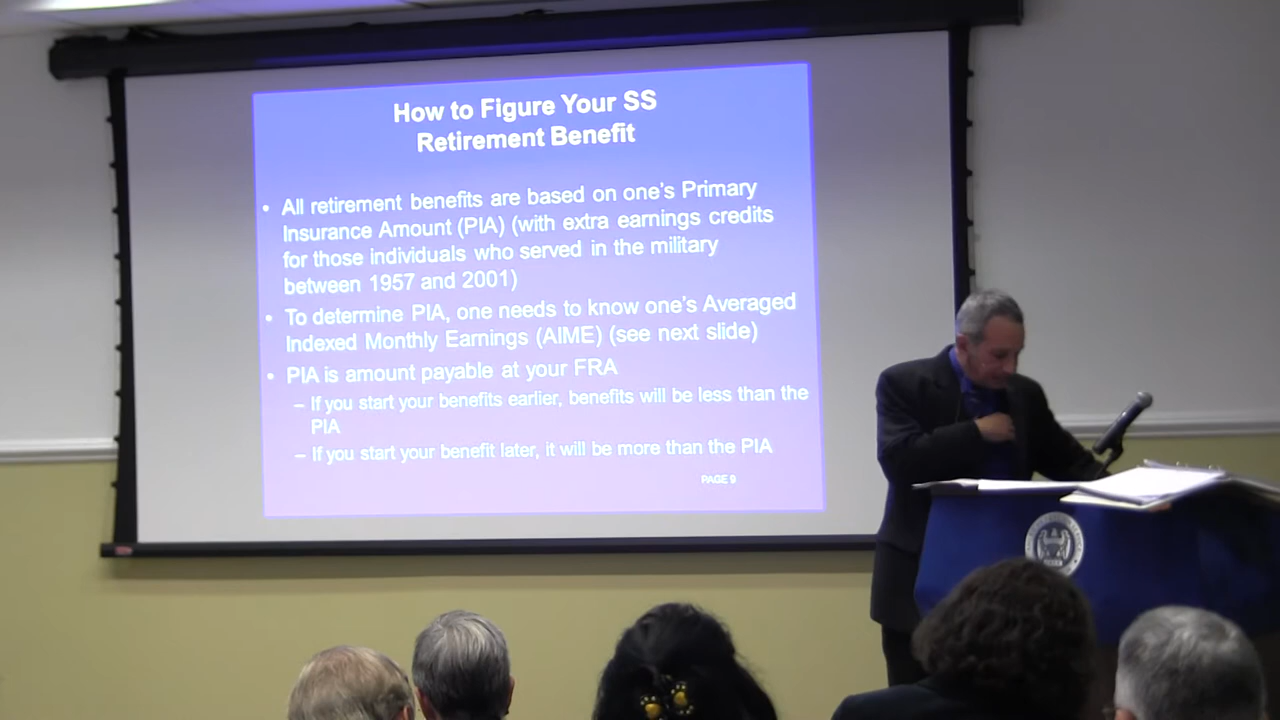 How to Figure Your SS
Retirement Benefit
• All retirement benefits are based on one's Primary
Insurance Amount (PIA) (with extra earnings credits
for those individuals who served in the military
between 1957 and 2001)
• To determine PIA, one needs to know one's Averaged
Indexed Monthly Earnings (AIME) (see next slide)
• PIA is amount payable at your FRA
– If you start your benefits earlier, benefits will be less than the
PIA
– If you start your benefit later, it will be more than the PIA
PAGE 9